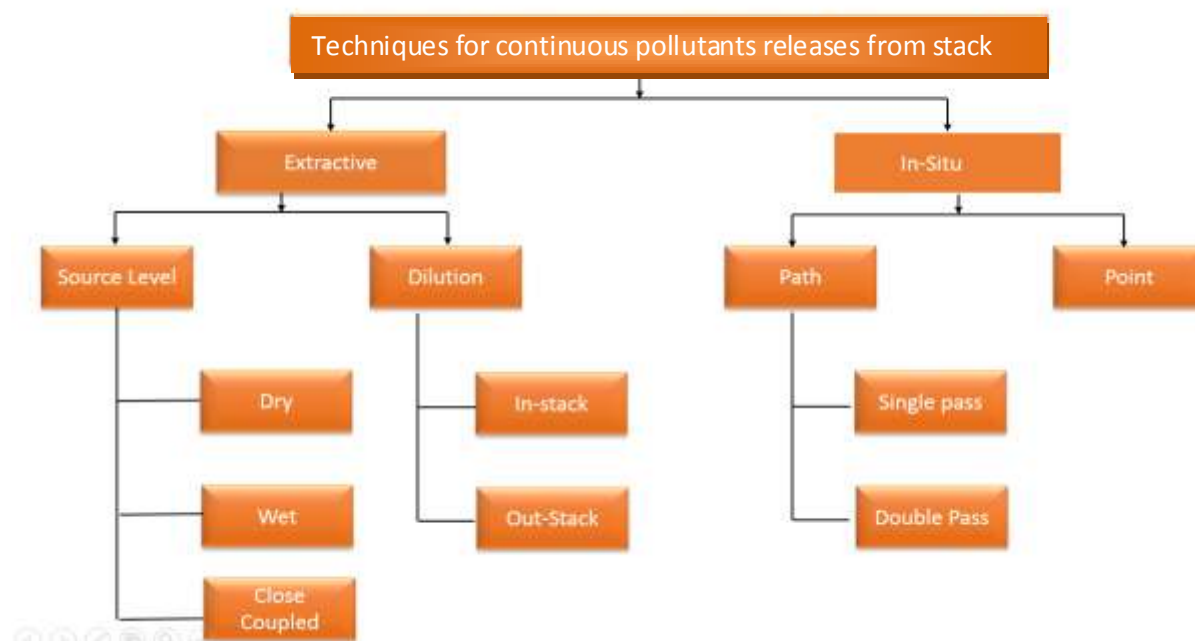 Techniques for continuous pollutants releases from stack
Extractive
In-Situ
Source Level
Dilution
Path
Point
Dry
In-stack
Single pass
Wet
Out-Stack
Double Pass
Close
Coupled